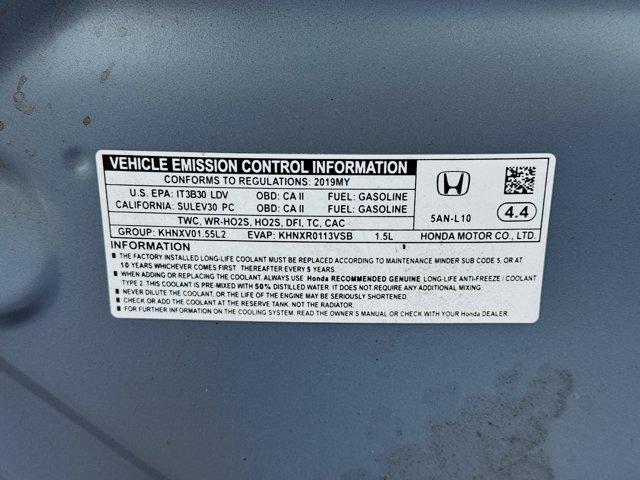 VEHICLE EMISSION CONTROL INFORMATION
CONFORMS TO REGULATIONS: 2019MY
U.S. EPA: IT3B30 LDV OBD: CA II FUEL: GASOLINE
CALIFORNIA: SULEV30 PC OBD: CA II FUEL: GASOLINE
5AN-L10 4.4
TWC, WR-HO2S, HO2S, DFI, TC, CAC
GROUP: KHNXV01.55L2 EVAP: KHNXR0113VSB 1.5L HONDA MOTOR CO., LTD.
INFORMATION
■ THE FACTORY INSTALLED LONG-LIFE COOLANT MUST BE REPLACED ACCORDING TO MAINTENANCE MINDER SUB CODE 5, OR AT
10 YEARS WHICHEVER COMES FIRST THEREAFTER EVERY 5 YEARS
■ WHEN ADDING OR REPLACING THE COOLANT, ALWAYS USE Honda RECOMMENDED GENUINE LONG-LIFE ANTI-FREEZE / COOLANT
TYPE 2. THIS COOLANT IS PRE-MIXED WITH 50% DISTILLED WATER. IT DOES NOT REQUIRE ANY ADDITIONAL MIXING.
■ NEVER DILUTE THE COOLANT, OR THE LIFE OF THE ENGINE MAY BE SERIOUSLY SHORTENED.
■ CHECK OR ADD THE COOLANT AT THE RESERVE TANK. NOT THE RADIATOR.
■ FOR FURTHER INFORMATION ON THE COOLING SYSTEM, READ THE OWNER'S MANUAL OR CHECK WITH YOUR Honda DEALER.